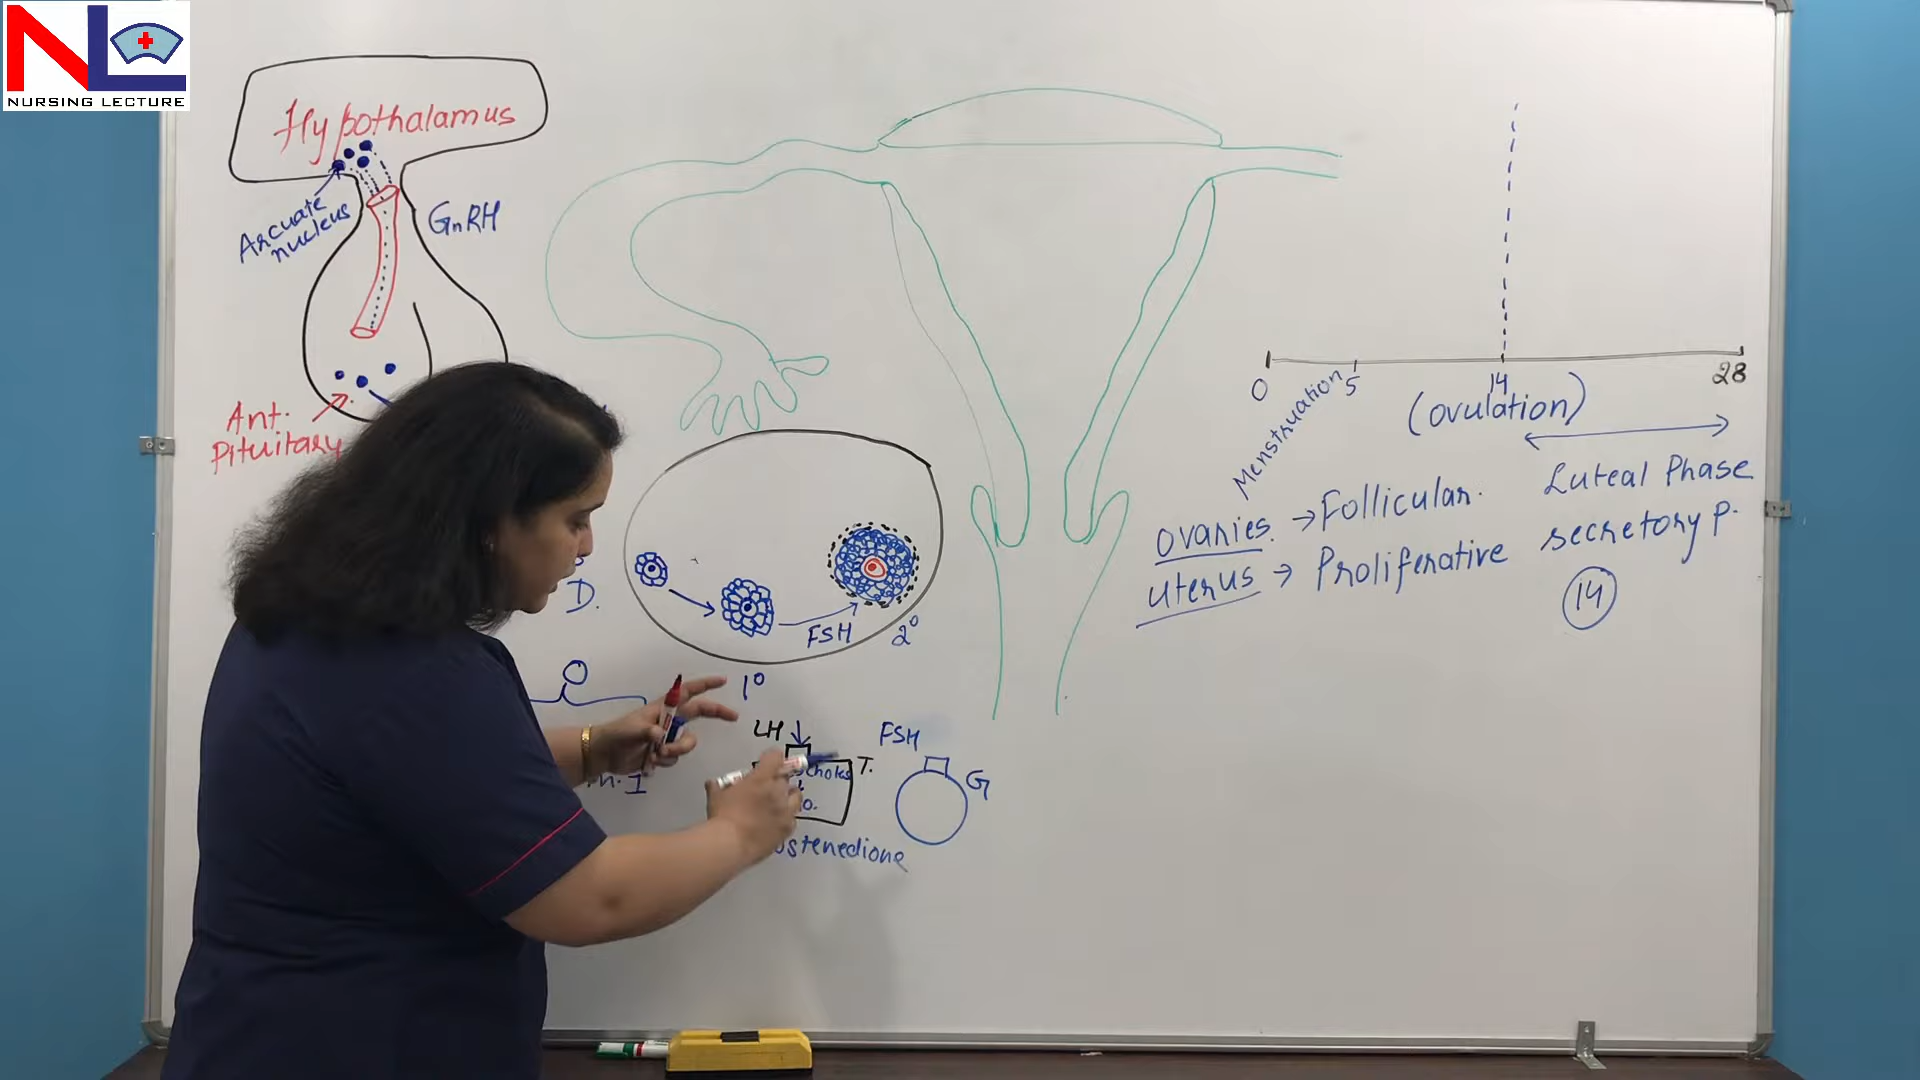 NL
NURSING LECTURE
Hypothalamus
Arcuate
nucleus
GnRH
Ant.
Pituitary
D.
FSH
2°
1°
LH
T.
FSH
G
0
Menstruation
5
14
28
(ovulation)
Luteal Phase
ovaries → Follicular.
secretory P.
uterus → Proliferative
14